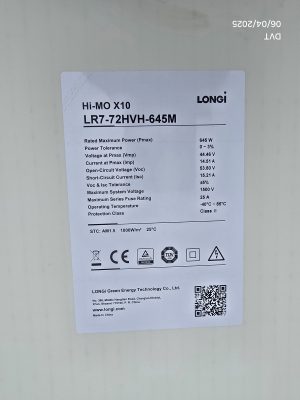 06/04/2025
DVT
Hi-MO X10
LONGi
LR7-72HVH-645M
Rated Maximum Power (Pmax) 645 W
Power Tolerance 0 ~ 3%
Voltage at Pmax (Vmp) 44.46 V
Current at Pmax (Imp) 14.51 A
Open-Circuit Voltage (Voc) 53.83 V
Short-Circuit Current (Isc) 15.21 A
Voc & Isc Tolerance
Maximum System Voltage 1500 V
Maximum Series Fuse Rating 25 A
Operating Temperature
Protection Class Class II
STC: AM1.5 1000W/m² 25°C
LONGi Green Energy Technology Co., Ltd.
www.longi.com
Made in China